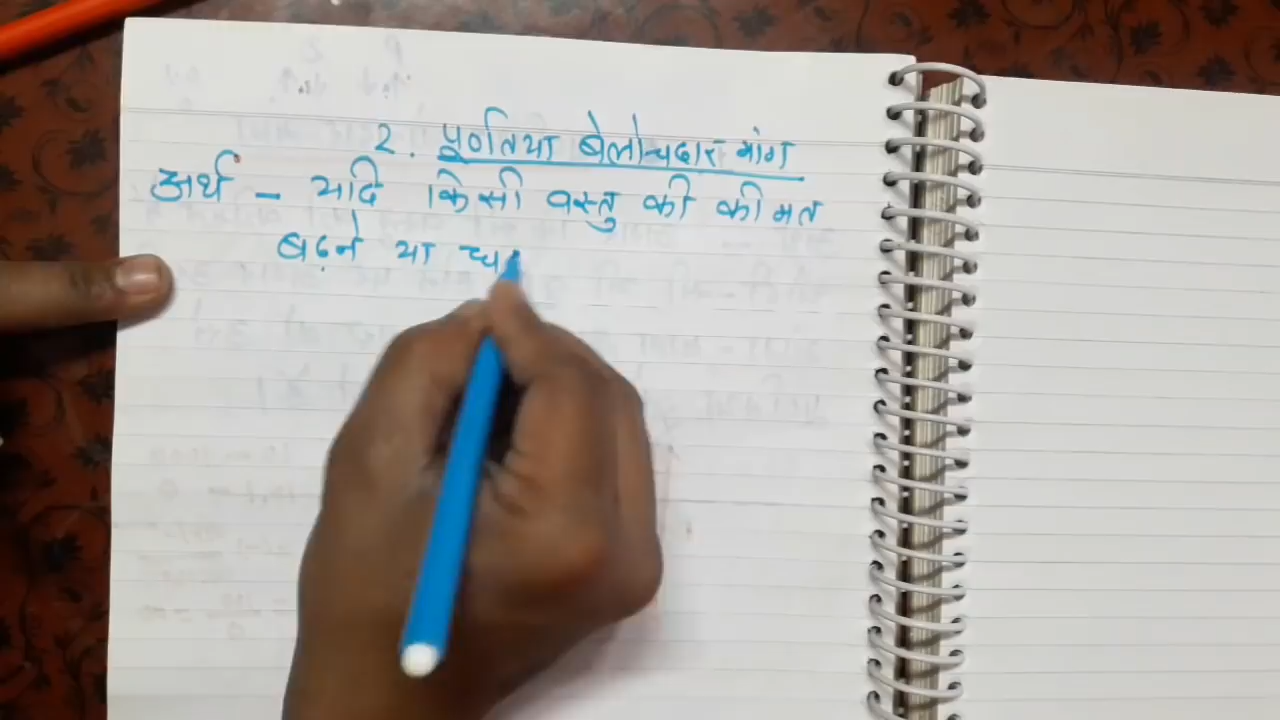 2. पूर्णतया बेलोचदार मांग
अर्थ - यदि किसी वस्तु की कीमत
बढ़ने या